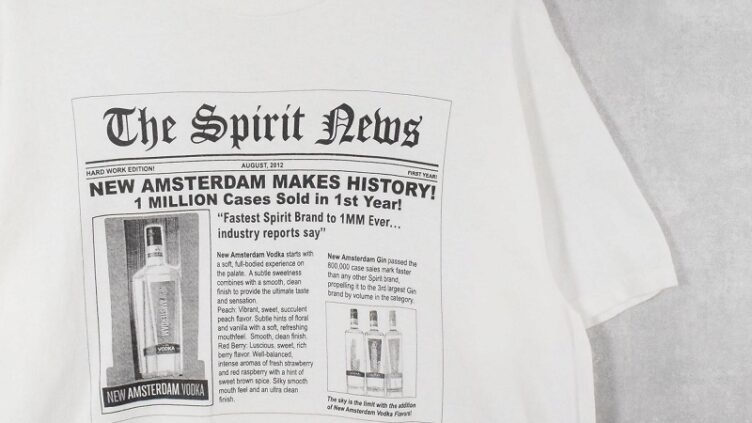 The Spirit News
HARD WORK EDITION!
AUGUST, 2012
FIRST YEAR!
NEW AMSTERDAM MAKES HISTORY!
1 MILLION Cases Sold in 1st Year!
"Fastest Spirit Brand to 1MM Ever…
industry reports say"
New Amsterdam Vodka starts with
a soft, full-bodied experience on
the palate. A subtle sweetness
combines with a smooth, clean
finish to provide the ultimate taste
and sensation.
Peach: Vibrant, sweet, succulent
peach flavor. Subtle hints of floral
and vanilla with a soft, refreshing
mouthfeel. Smooth, clean finish.
Red Berry: Luscious, sweet, rich
berry flavor. Well-balanced,
intense aromas of fresh strawberry
and red raspberry with a hint of
sweet brown spice. Silky smooth
mouth feel and an ultra clean
finish.
New Amsterdam Gin passed the
600,000 case sales mark faster
than any other Spirit brand,
propelling it to the 3rd largest Gin
brand by volume in the category.
AMSTERDAM
VODKA
NEW AMSTERDAM VODKA
The sky is the limit with the addition
of New Amsterdam Vodka Flavors!